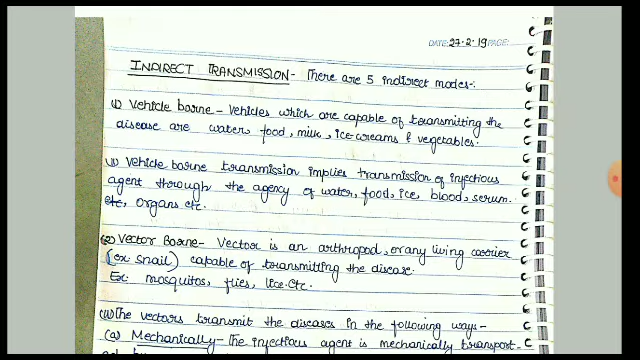 DATE: 27.2.19 PAGE:
INDIRECT TRANSMISSION- There are 5 indirect modes-:
(1) Vehicle borne - Vehicles which are capable of transmitting the
disease are water, food, milk, ice-creams & vegetables.
Vehicle borne transmission implies transmission of infectious
agent through the agency of water, food, ice, blood, serum.
etc, organs etc.
(2) Vector Borne- Vector is an arthropod, or any living carrier
(ex snail) capable of transmitting the disease.
Ex: mosquitos, flies, lice etc.
The vectors transmit the diseases in the following ways-
(a) Mechanically- The infectious agent is mechanically transport-